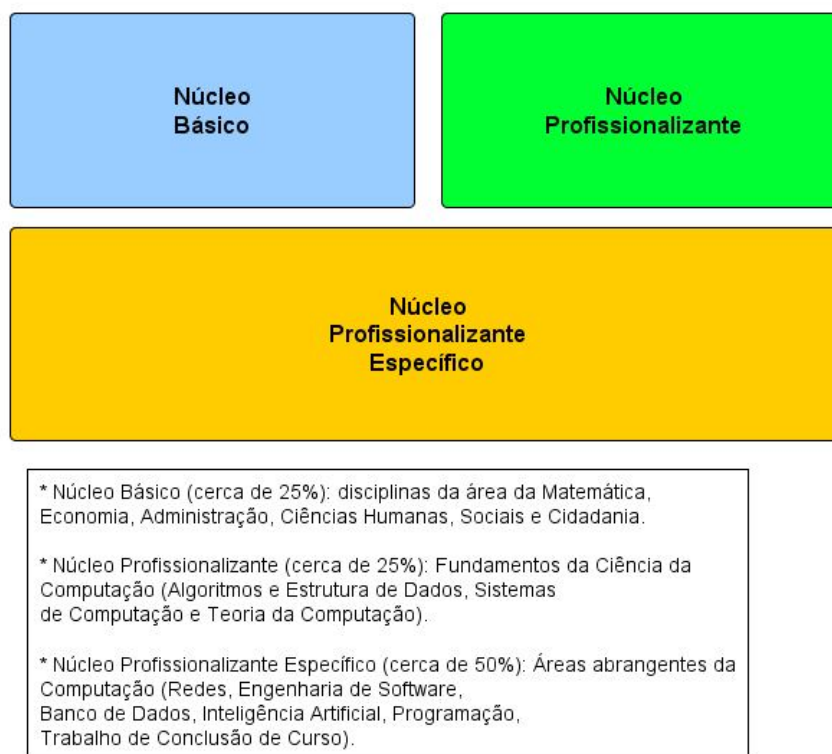 Núcleo
Básico
Núcleo
Profissionalizante
Núcleo
Profissionalizante
Específico
* Núcleo Básico (cerca de 25%): disciplinas da área da Matemática,
Economia, Administração, Ciências Humanas, Sociais e Cidadania.
* Núcleo Profissionalizante (cerca de 25%): Fundamentos da Ciência da
Computação (Algoritmos e Estrutura de Dados, Sistemas
de Computação e Teoria da Computação).
* Núcleo Profissionalizante Específico (cerca de 50%): Áreas abrangentes da
Computação (Redes, Engenharia de Software,
Banco de Dados, Inteligência Artificial, Programação,
Trabalho de Conclusão de Curso).